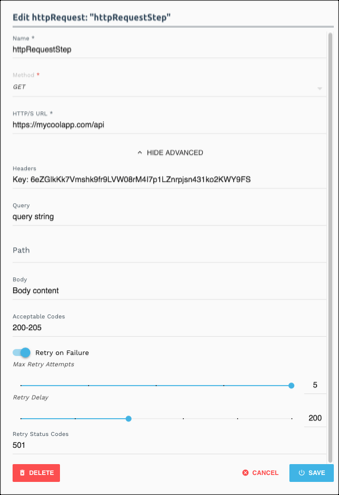 Edit httpRequest: "httpRequestStep"
Name *
httpRequestStep
Method *
GET
HTTP/S URL *
https://mycoolapp.com/api
HIDE ADVANCED
Headers
Key: 6eZGlkKk7Vmshk9fr9LVW08rM4I7p1LZnrpjsn431ko2KWY9FS
Query
query string
Path
Body
Body content
Acceptable Codes
200-205
Retry on Failure
Max Retry Attempts
5
Retry Delay
200
Retry Status Codes
501
DELETE CANCEL SAVE